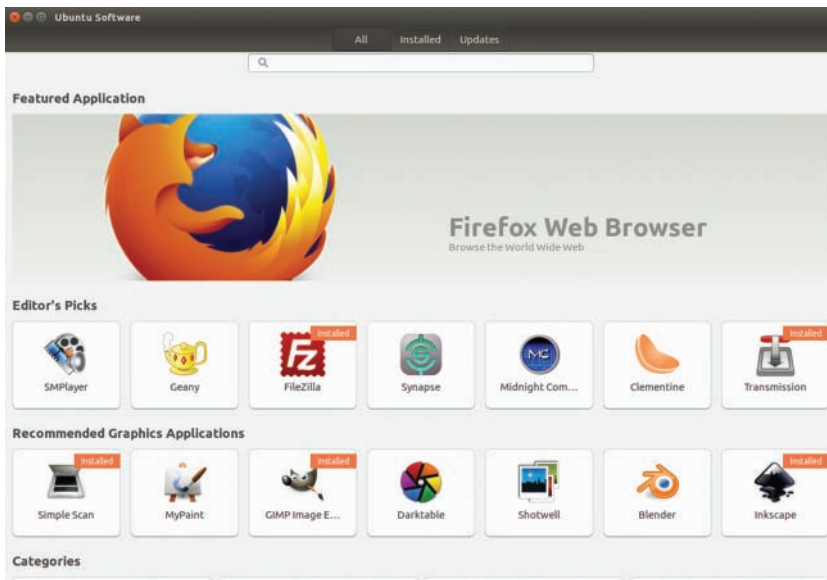 Ubuntu Software
All Installed Updates
Featured Application
Firefox Web Browser
Browse the World Wide Web
Editor's Picks
Installed Installed
Fz
MC
SMPlayer Geany FileZilla Synapse Midnight Com... Clementine Transmission
Recommended Graphics Applications
Installed Installed Installed
Simple Scan MyPaint GIMP Image E... Darktable Shotwell Blender Inkscape
Categories